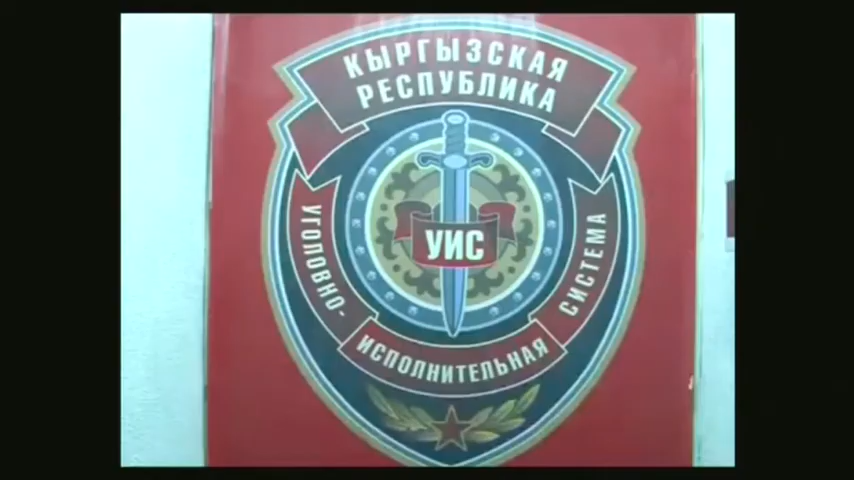 КЫРГЫЗСКАЯ
РЕСПУБЛИКА
УИС
УГОЛОВНО-
ИСПОЛНИТЕЛЬНАЯ
СИСТЕМА